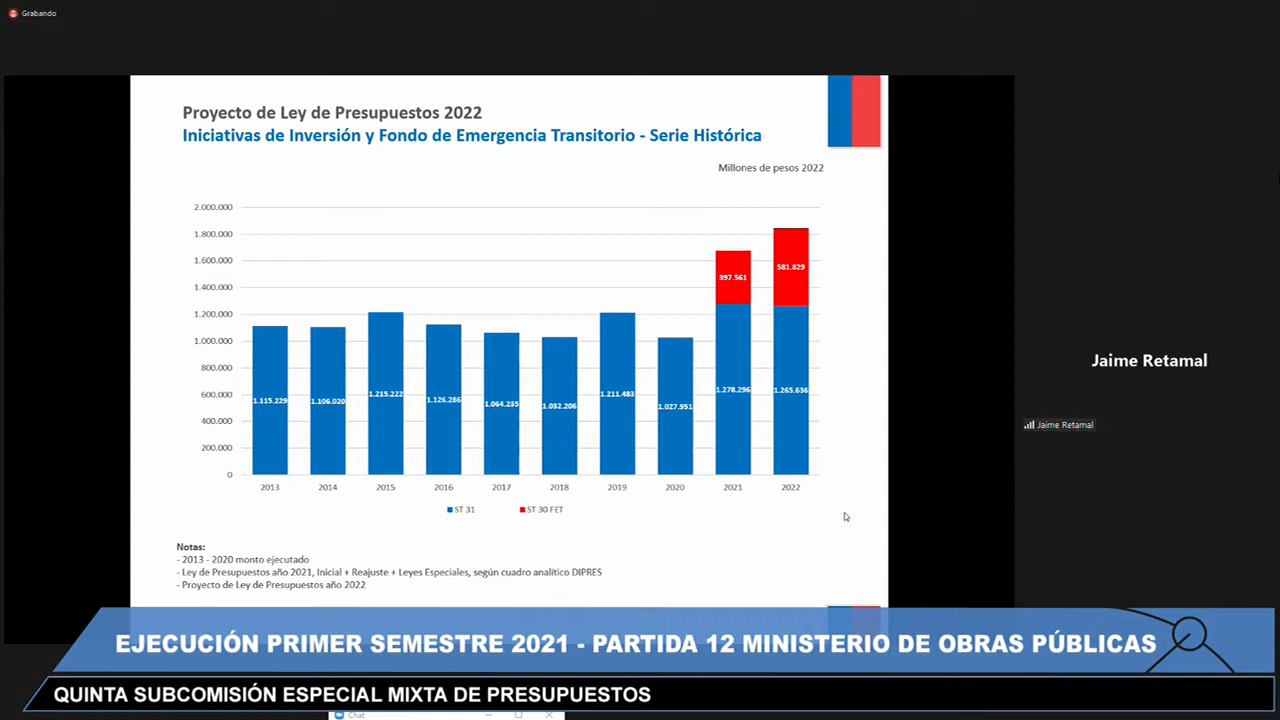 Grabando
Proyecto de Ley de Presupuestos 2022
Iniciativas de Inversión y Fondo de Emergencia Transitorio - Serie Histórica
Millones de pesos 2022
2.000.000
1.800.000
1.600.000
1.400.000
1.200.000
1.000.000
800.000
600.000
400.000
200.000
0
397.561
581.829
1.115.229
1.106.020
1.215.222
1.126.286
1.064.235
1.032.206
1.211.483
1.027.951
1.278.296
1.265.636
2013 2014 2015 2016 2017 2018 2019 2020 2021 2022
ST 31 ST 30 FET
Notas:
- 2013 - 2020 monto ejecutado
- Ley de Presupuestos año 2021, Inicial + Reajuste + Leyes Especiales, según cuadro analítico DIPRES
- Proyecto de Ley de Presupuestos año 2022
Jaime Retamal
Jaime Retamal
EJECUCIÓN PRIMER SEMESTRE 2021 - PARTIDA 12 MINISTERIO DE OBRAS PÚBLICAS
QUINTA SUBCOMISIÓN ESPECIAL MIXTA DE PRESUPUESTOS
Chat